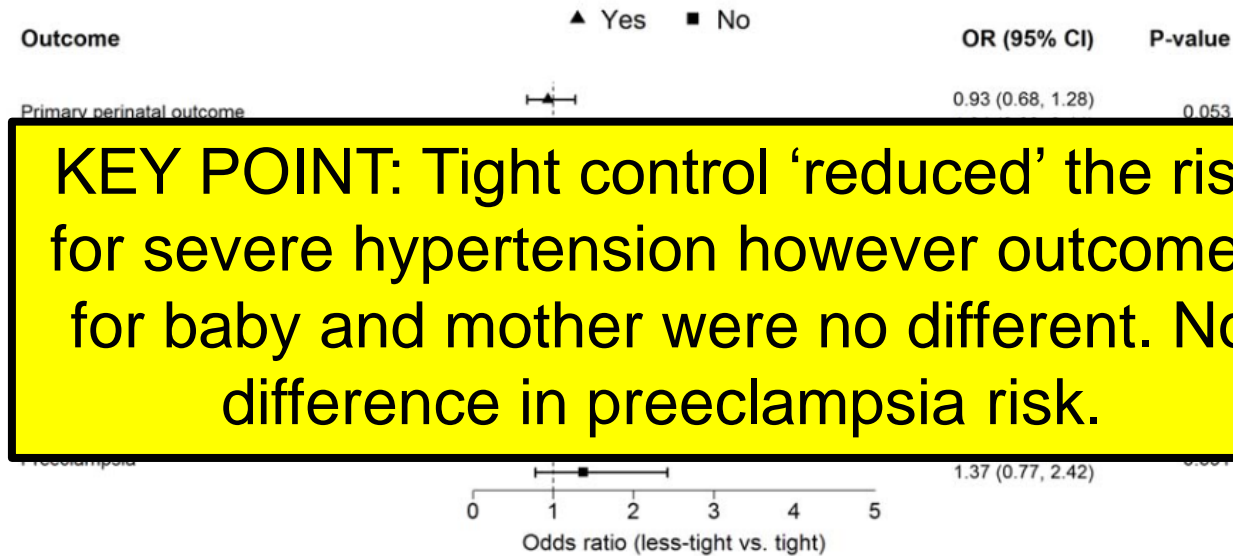 ▲ Yes ■ No
Outcome OR (95% CI) P-value
0.93 (0.68, 1.28)
Primary perinatal outcome 0.053
KEY POINT: Tight control ‘reduced’ the ris
for severe hypertension however outcome
for baby and mother were no different. No
difference in preeclampsia risk.
1.37 (0.77, 2.42)
0 1 2 3 4 5
Odds ratio (less-tight vs. tight)